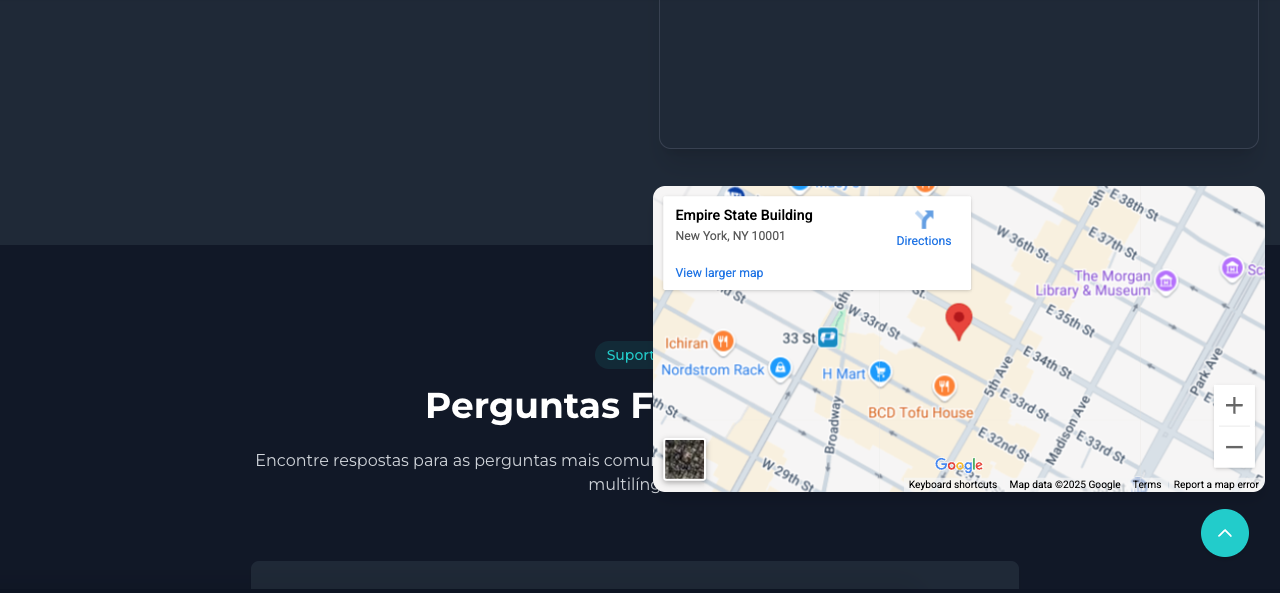 Empire State Building
New York, NY 10001
Directions
View larger map
E 38th St
5th
W 36th St.
E 37th St
The Morgan
Library & Museum
6th
W 33rd St
E 35th St
Ichiran
33 St
Nordstrom Rack
H Mart
E 34th St
Park Ave
5th Ave
BCD Tofu House
E 33rd St
Broadway
Madison Ave
E 32nd St
W 29th St
Google
Keyboard shortcuts Map data ©2025 Google Terms Report a map error
Suport
Perguntas F
Encontre respostas para as perguntas mais comu
multilíng